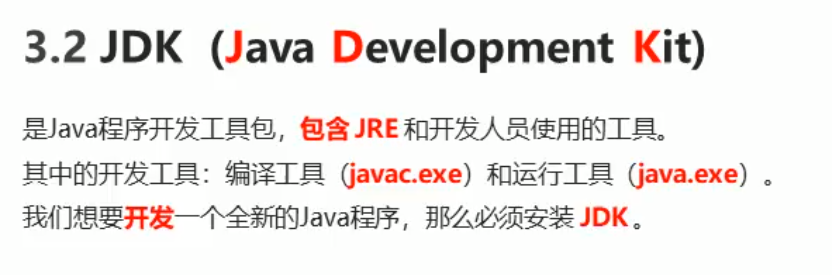 3.2 JDK（Java Development Kit)
是Java程序开发工具包，包含 JRE 和开发人员使用的工具。
其中的开发工具：编译工具（javac.exe）和运行工具（java.exe）。
我们想要开发一个全新的Java程序，那么必须安装 JDK 。